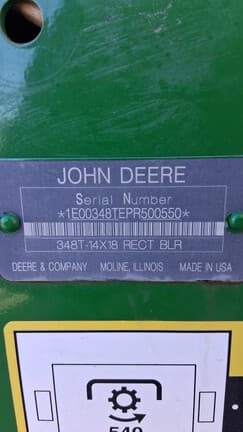 JOHN DEERE
Serial Number
*1E00348TEPR500550*
348T-14X18 RECT BLR
DEERE & COMPANY MOLINE, ILLINOIS MADE IN USA
540